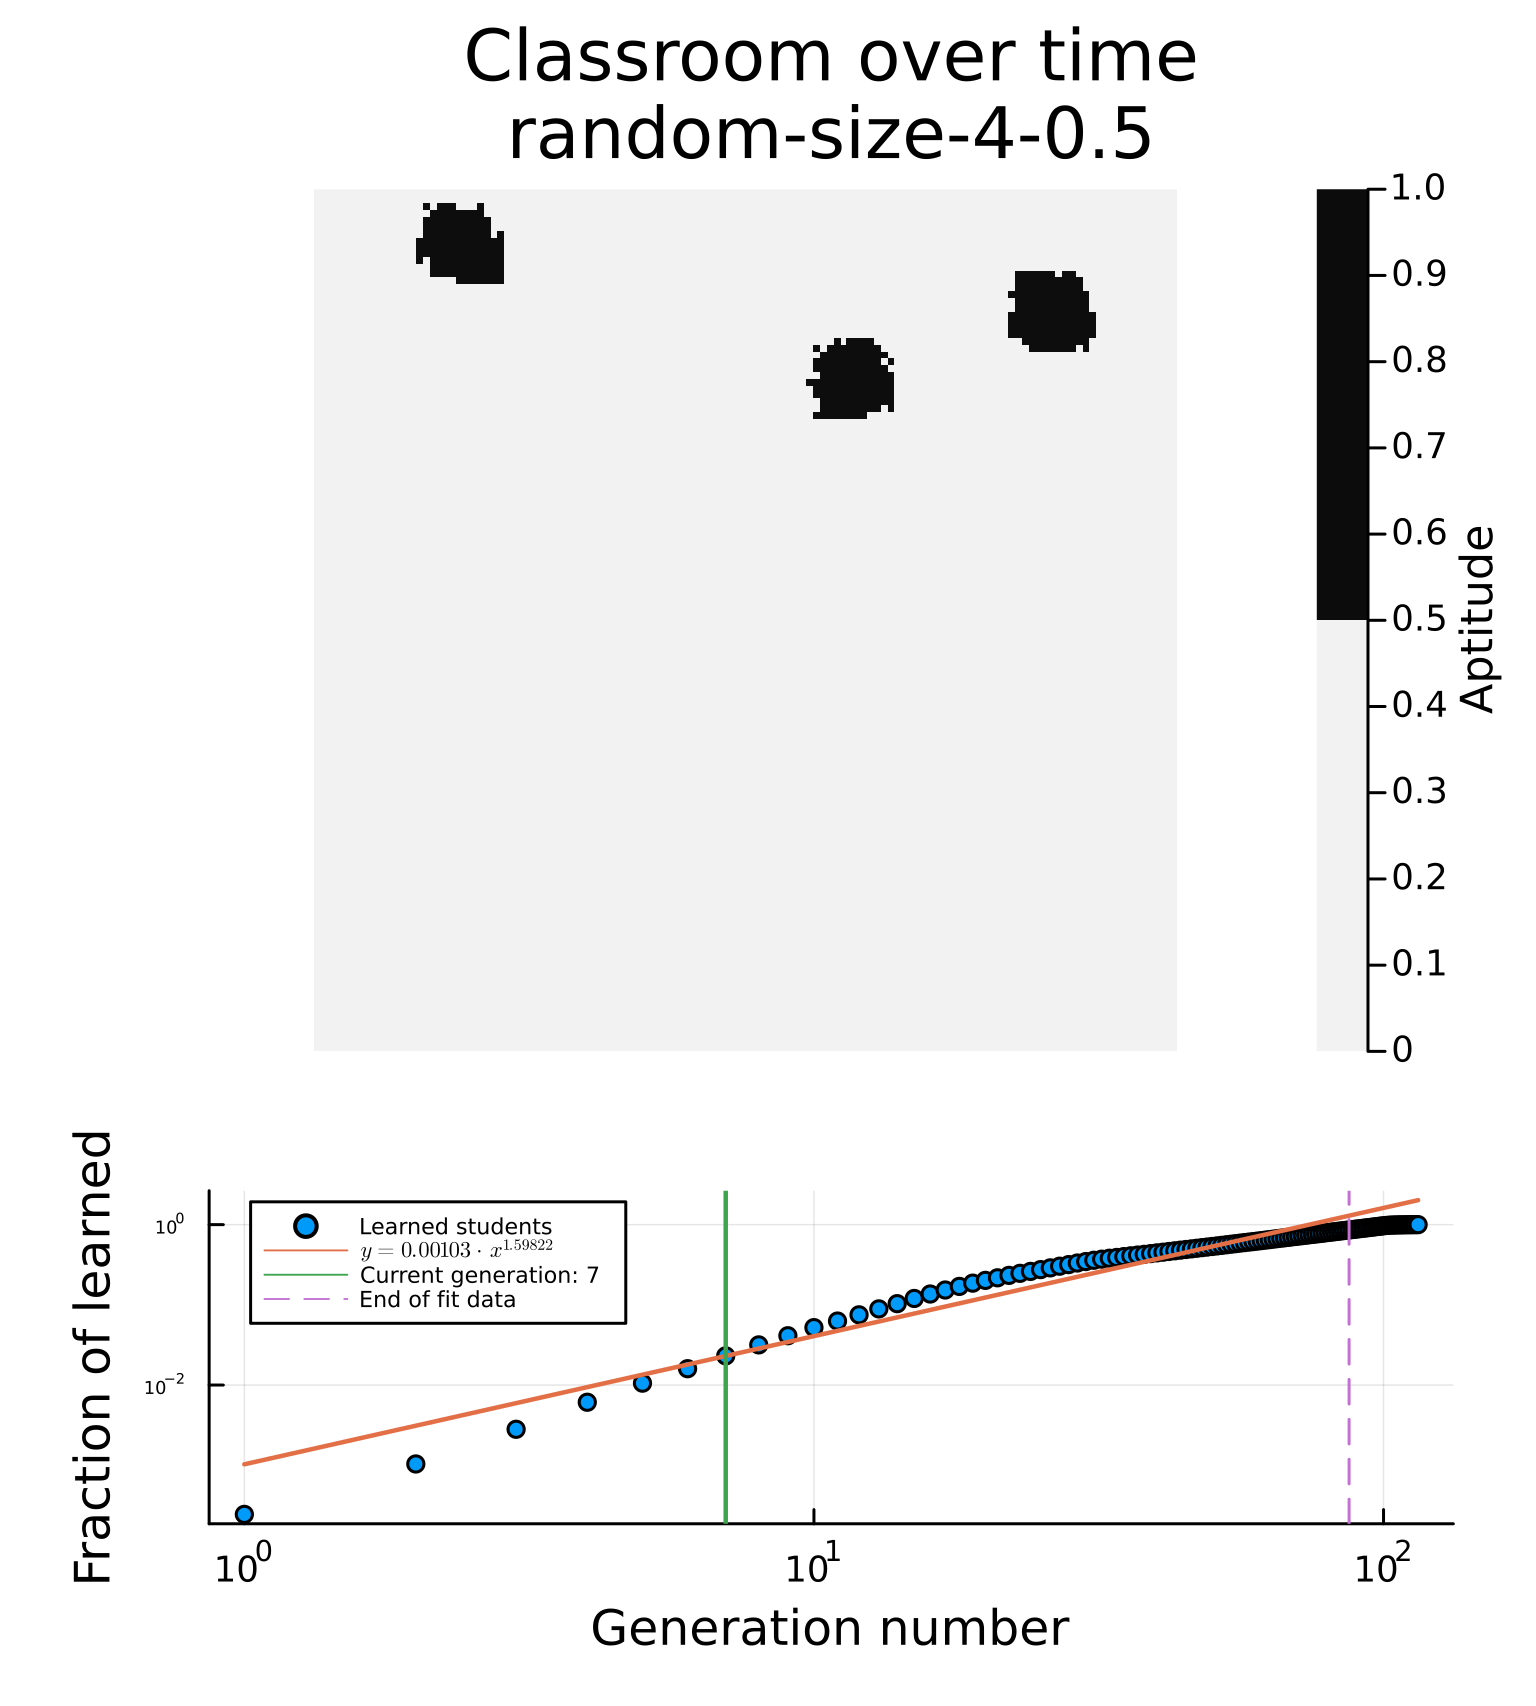 Classroom over time
random-size-4-0.5
1.0
0.9
0.8
0.7
0.6
0.5
0.4
0.3
0.2
0.1
0
Aptitude
Fraction of learned
10^0
10^-2
Learned students
y = 0.00103 · x^1.59822
Current generation: 7
End of fit data
10^0
10^1
10^2
Generation number